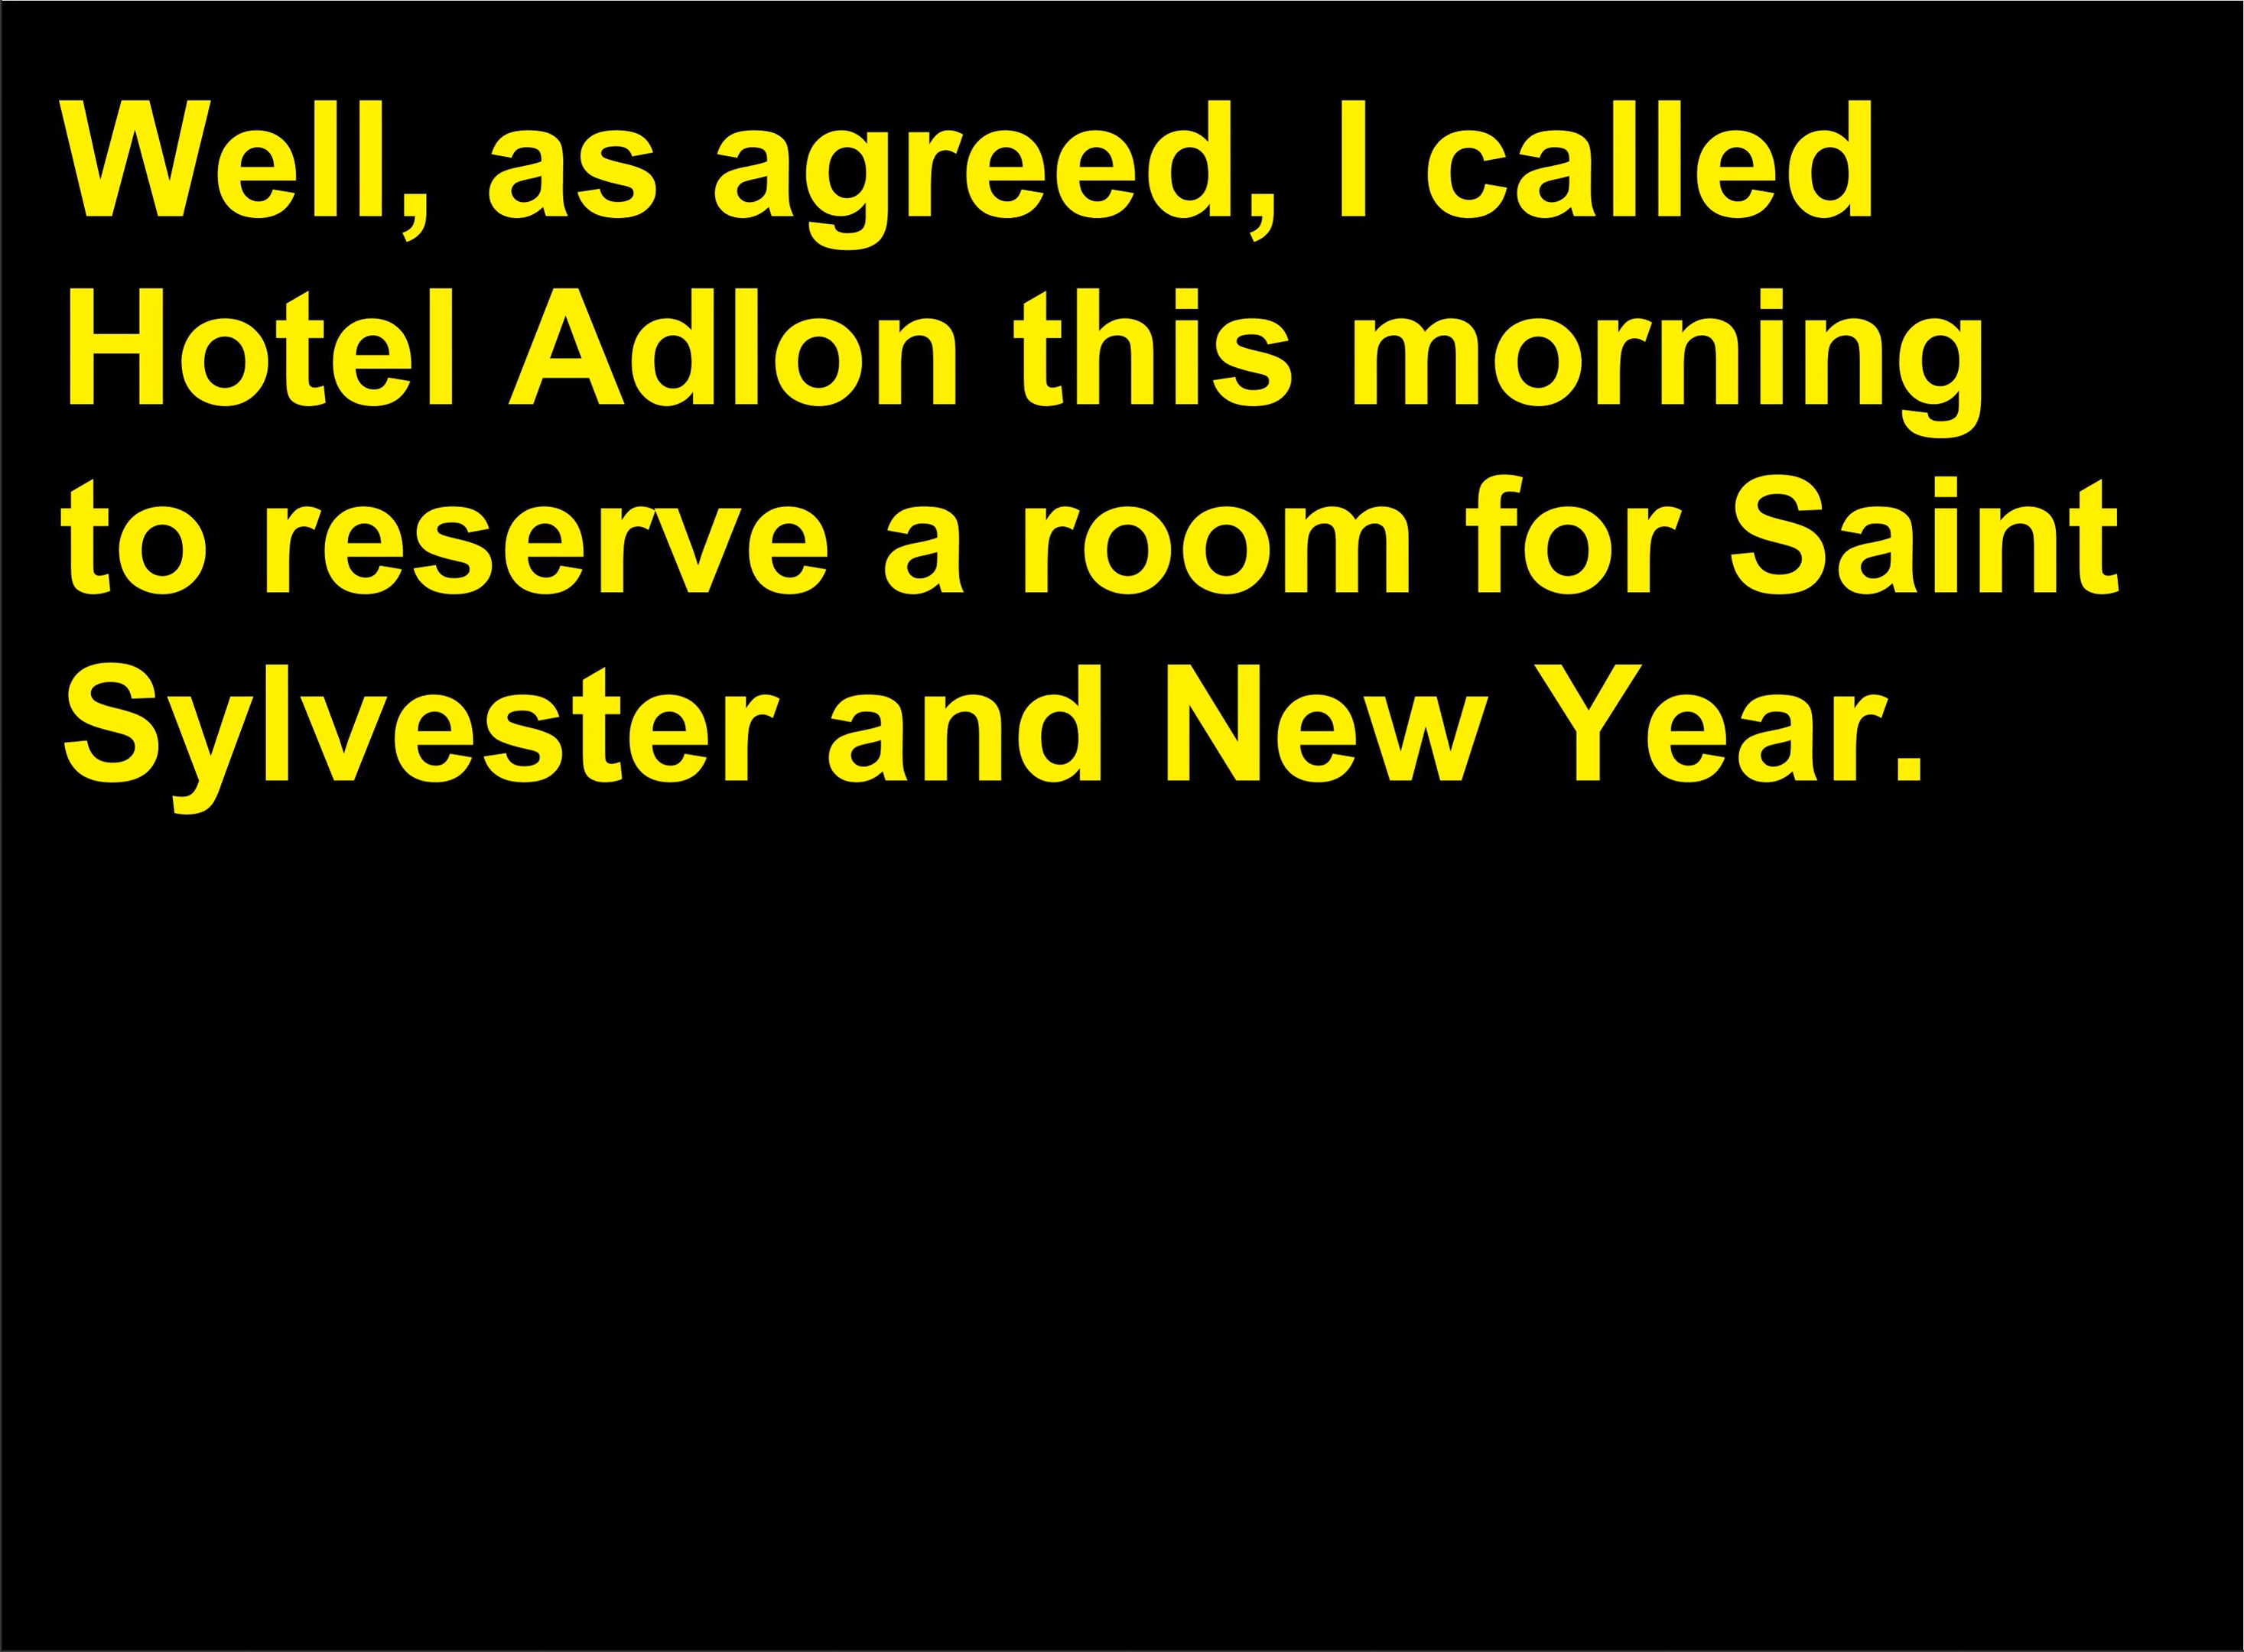 Well, as agreed, I called
Hotel Adlon this morning
to reserve a room for Saint
Sylvester and New Year.